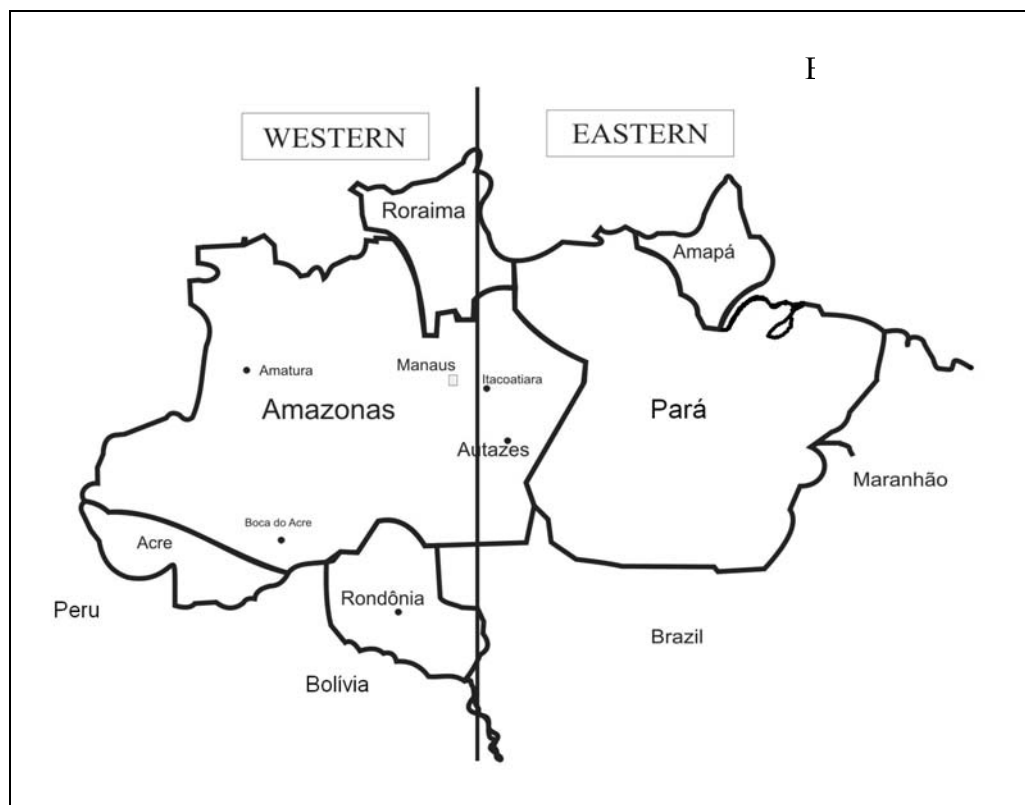 WESTERN
EASTERN
Roraima
Amapá
Manaus
Itacoatiara
Amatura
Amazonas
Pará
Autazes
Maranhão
Boca do Acre
Acre
Rondônia
Peru
Brazil
Bolívia